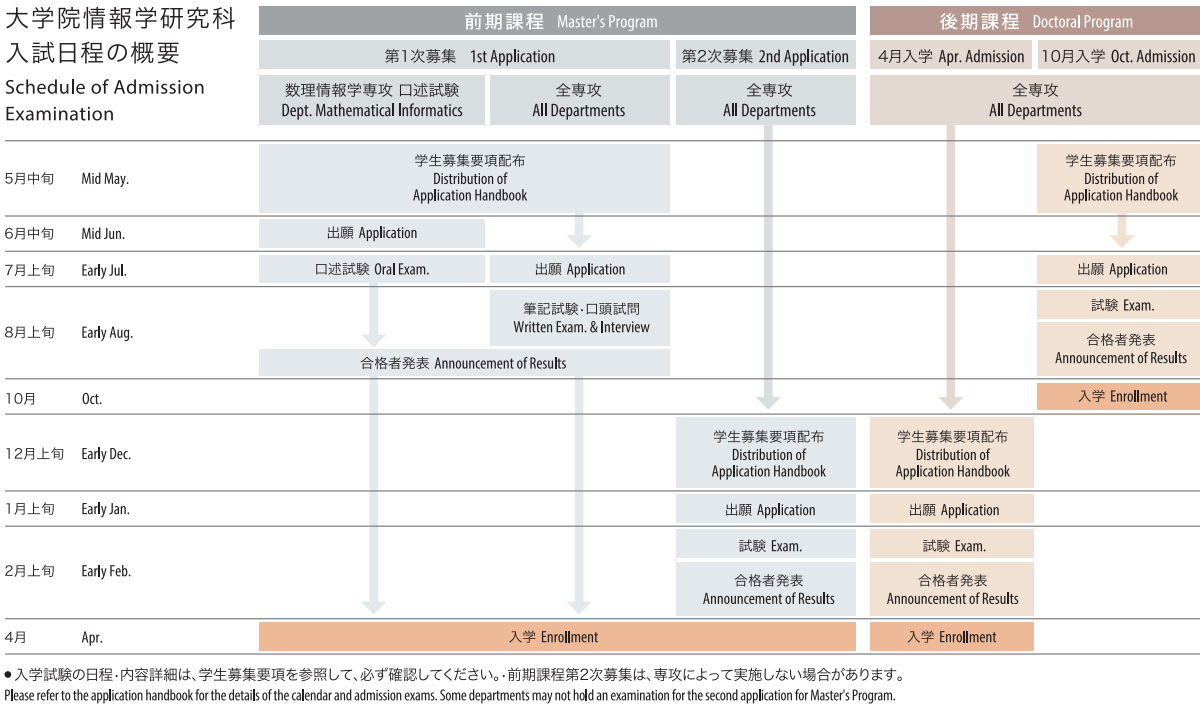 大学院情報学研究科
入試日程の概要
Schedule of Admission
Examination
前期課程 Master's Program
後期課程 Doctoral Program
第1次募集 1st Application
第2次募集 2nd Application
4月入学 Apr. Admission
10月入学 Oct. Admission
数理情報学専攻 口述試験
Dept. Mathematical Informatics
全専攻
All Departments
全専攻
All Departments
全専攻
All Departments
5月中旬 Mid May.
学生募集要項配布
Distribution of
Application Handbook
学生募集要項配布
Distribution of
Application Handbook
6月中旬 Mid Jun.
出願 Application
7月上旬 Early Jul.
口述試験 Oral Exam.
出願 Application
出願 Application
8月上旬 Early Aug.
筆記試験・口頭試問
Written Exam. & Interview
試験 Exam.
合格者発表 Announcement of Results
合格者発表
Announcement of Results
10月 Oct.
入学 Enrollment
12月上旬 Early Dec.
学生募集要項配布
Distribution of
Application Handbook
学生募集要項配布
Distribution of
Application Handbook
1月上旬 Early Jan.
出願 Application
出願 Application
2月上旬 Early Feb.
試験 Exam.
試験 Exam.
合格者発表
Announcement of Results
合格者発表
Announcement of Results
4月 Apr.
入学 Enrollment
入学 Enrollment
●入学試験の日程・内容詳細は、学生募集要項を参照して、必ず確認してください。・前期課程第2次募集は、専攻によって実施しない場合があります。
Please refer to the application handbook for the details of the calendar and admission exams. Some departments may not hold an examination for the second application for Master's Program.